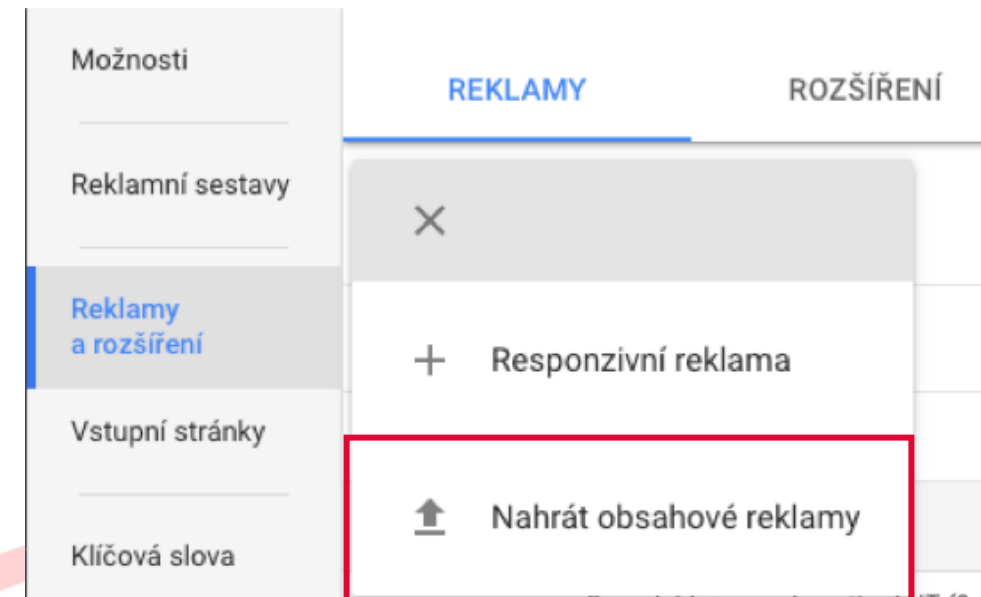 Možnosti
REKLAMY
ROZŠÍŘENÍ
Reklamní sestavy
Reklamy
a rozšíření
Responzivní reklama
Vstupní stránky
Nahrát obsahové reklamy
Klíčová slova